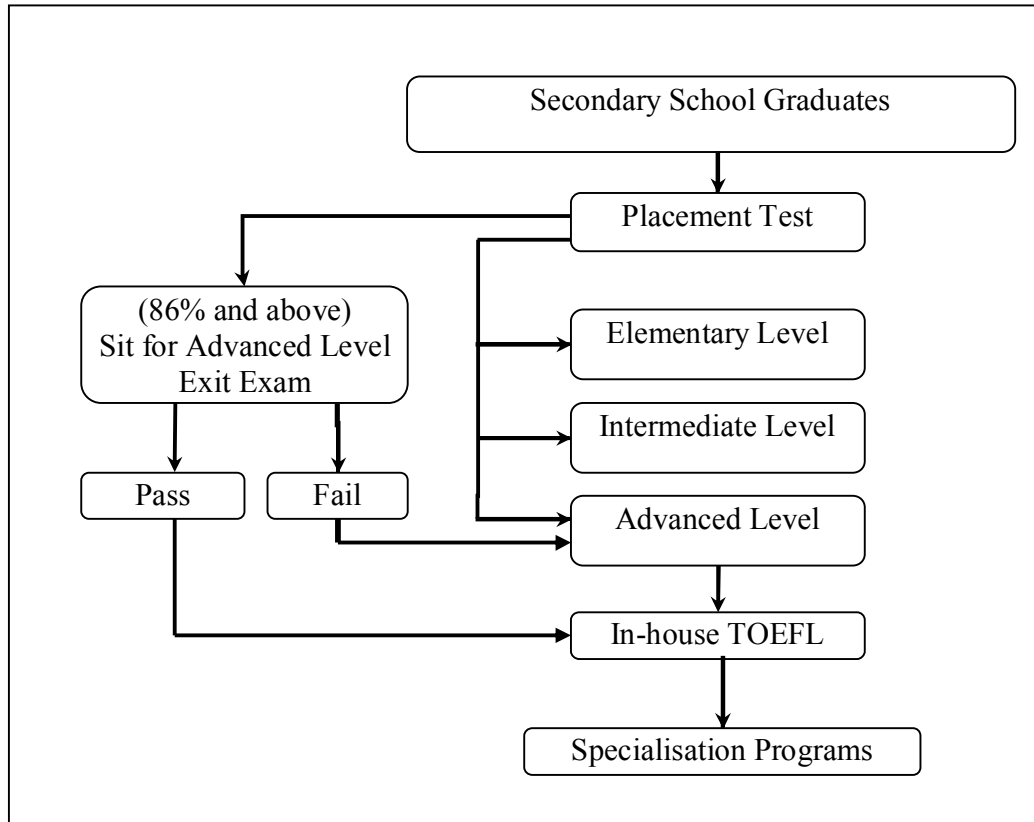 Secondary School Graduates
Placement Test
(86% and above)
Sit for Advanced Level
Exit Exam
Elementary Level
Intermediate Level
Pass
Fail
Advanced Level
In-house TOEFL
Specialisation Programs